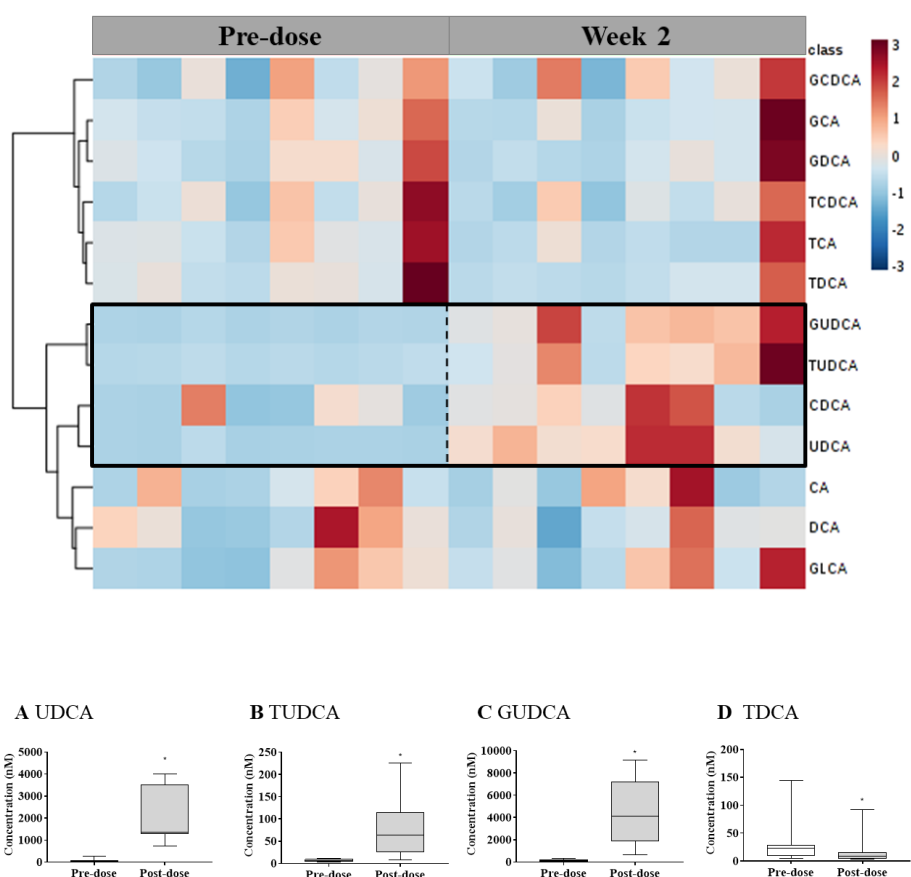 Pre-dose Week 2
class
GCDCA
GCA
GDCA
TCDCA
TCA
TDCA
GUDCA
TUDCA
CDCA
UDCA
CA
DCA
GLCA
3
2
1
0
-1
-2
-3
A UDCA
Concentration (nM)
5000
4000
3000
2000
1000
0
*
Pre-dose Post-dose
B TUDCA
Concentration (nM)
250
200
150
100
50
0
*
Pre-dose Post-dose
C GUDCA
Concentration (nM)
10000
8000
6000
4000
2000
0
*
Pre-dose Post-dose
D TDCA
Concentration (nM)
200
150
100
50
0
*
Pre-dose Post-dose